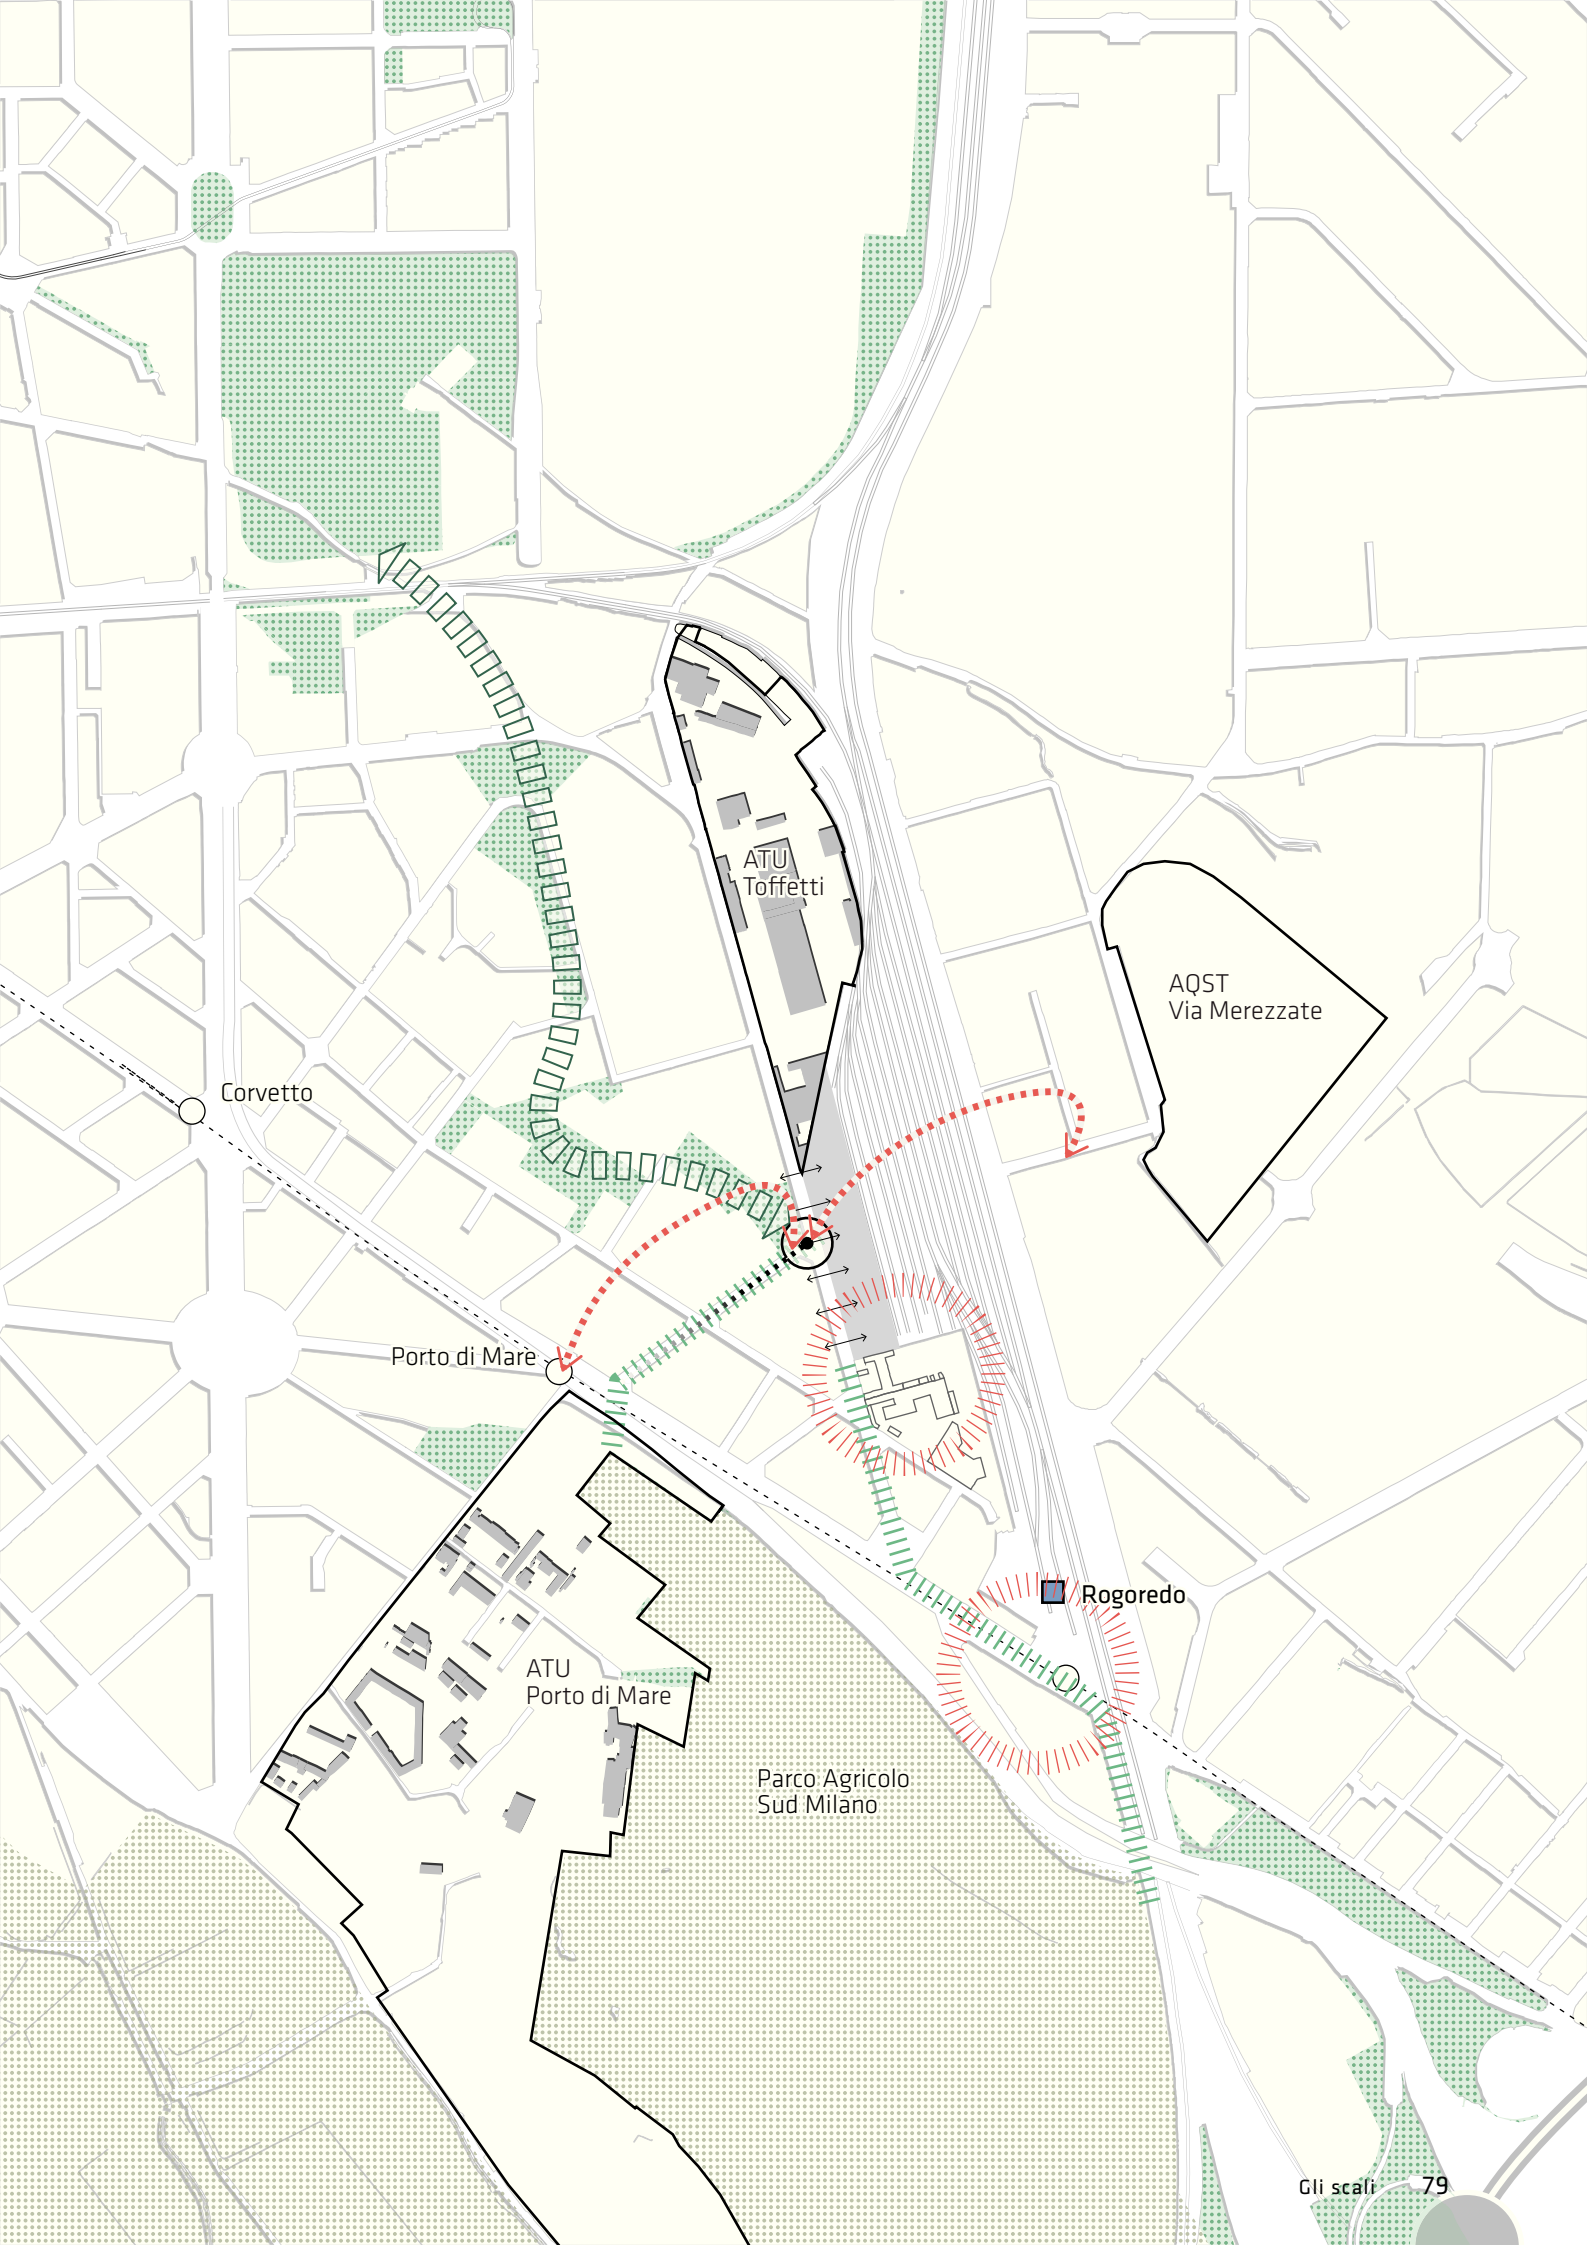 ATU
Toffetti
AQST
Via Merezzate
Corvetto
Porto di Mare
Rogoredo
ATU
Porto di Mare
Parco Agricolo
Sud Milano
Gli scali 79